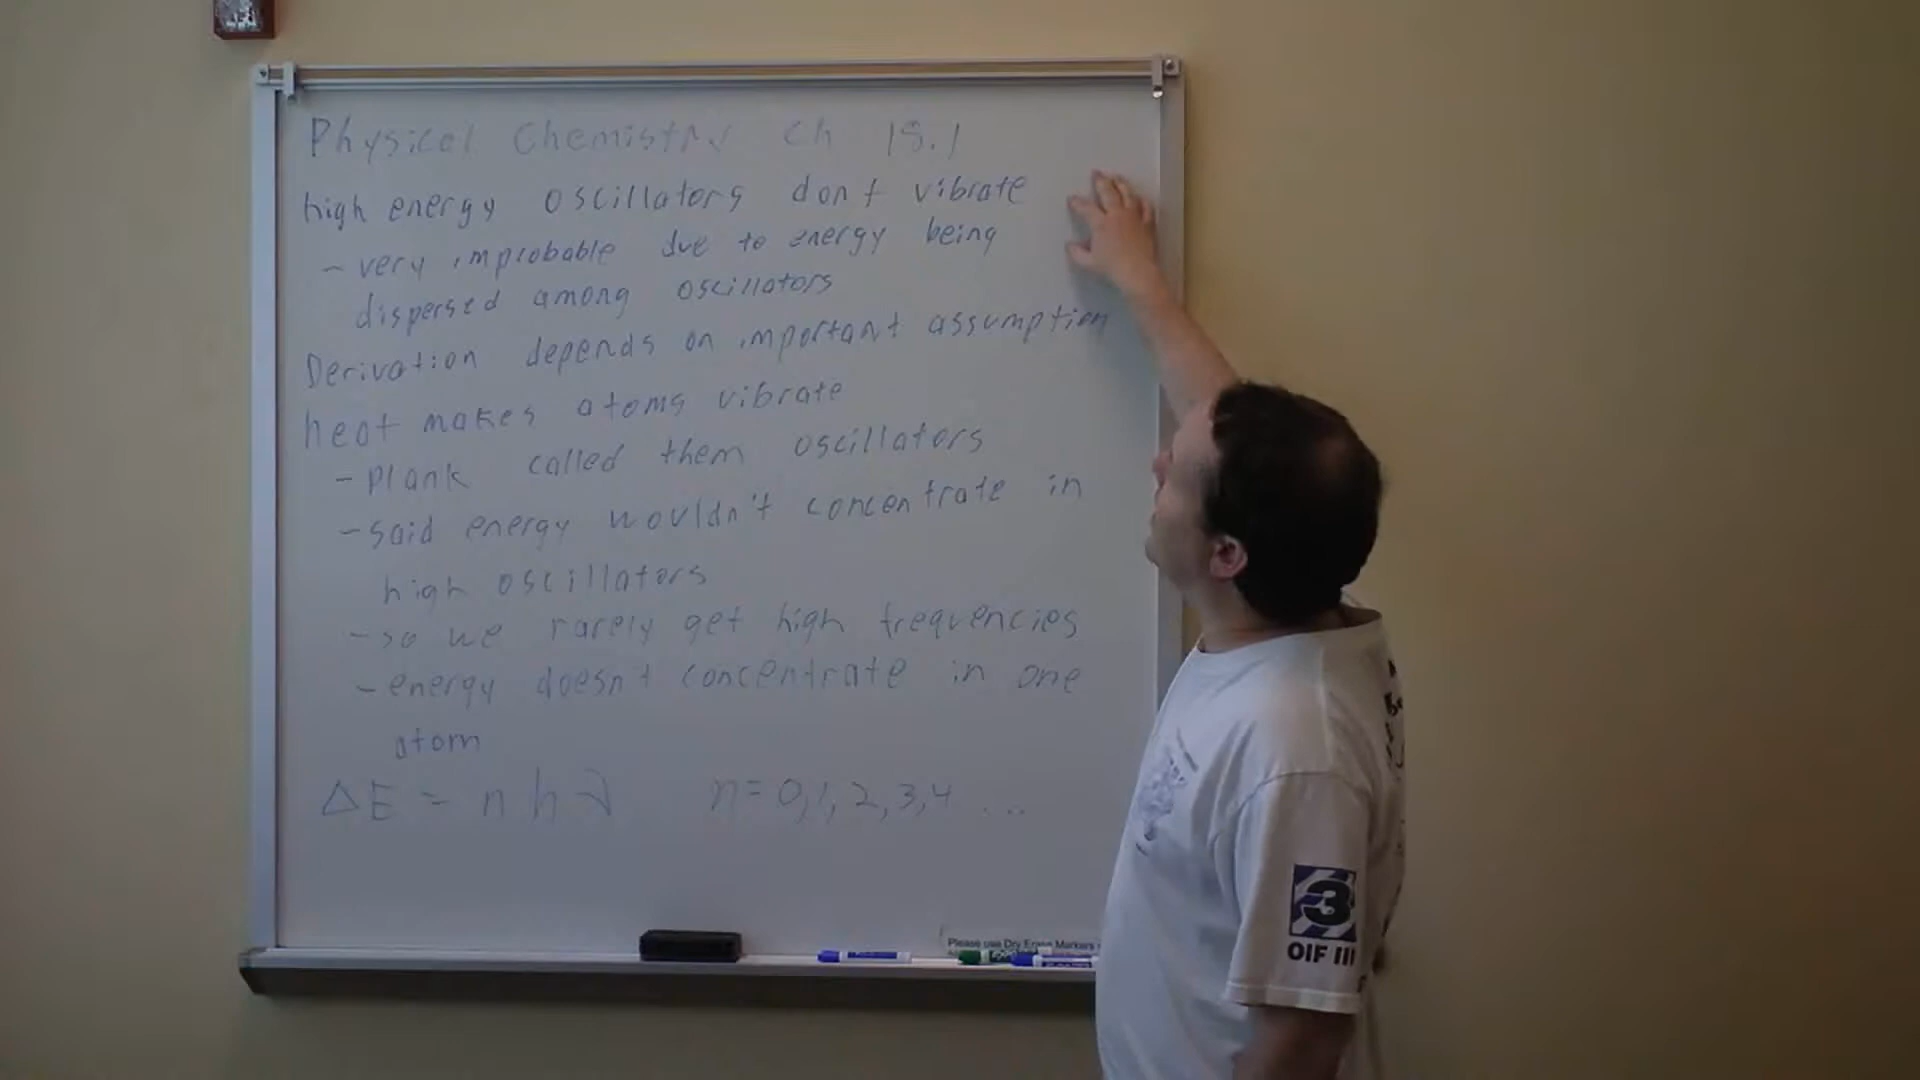 Physical Chemistry Ch 18.1
high energy oscillators don't vibrate
- very improbable due to energy being
dispersed among oscillators
Derivation depends on important assumption
heat makes atoms vibrate
- Plank called them oscillators
- said energy wouldn't concentrate in
high oscillators
- so we rarely get high frequencies
- energy doesn't concentrate in one
atom
ΔE = n h ν n = 0, 1, 2, 3, 4 ...
Please use Dry Erase Markers
3
OIF III